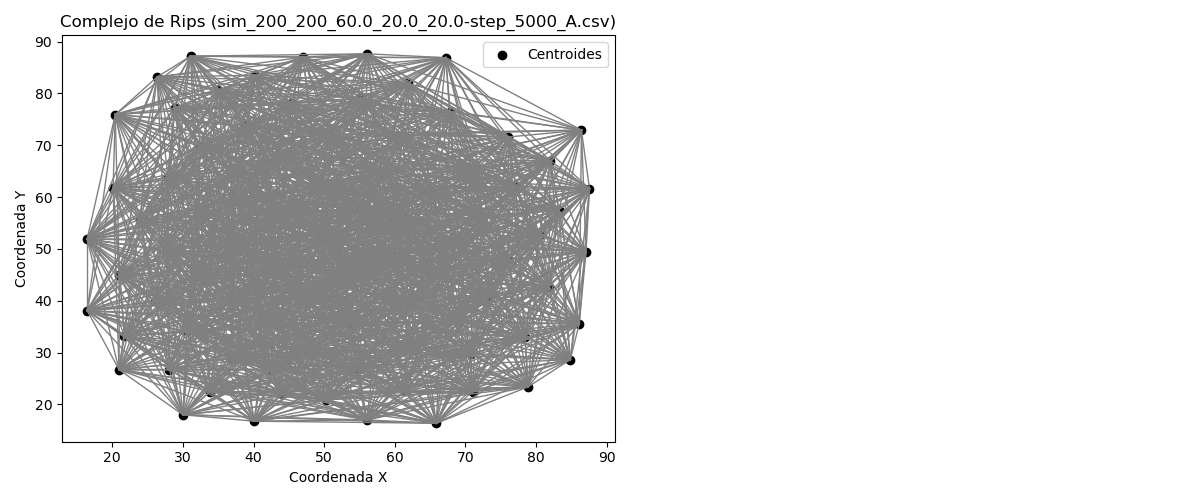 Complejo de Rips (sim_200_200_60.0_20.0_20.0-step_5000_A.csv)
Centroides
90
80
70
60
50
40
30
20
Coordenada Y
20 30 40 50 60 70 80 90
Coordenada X